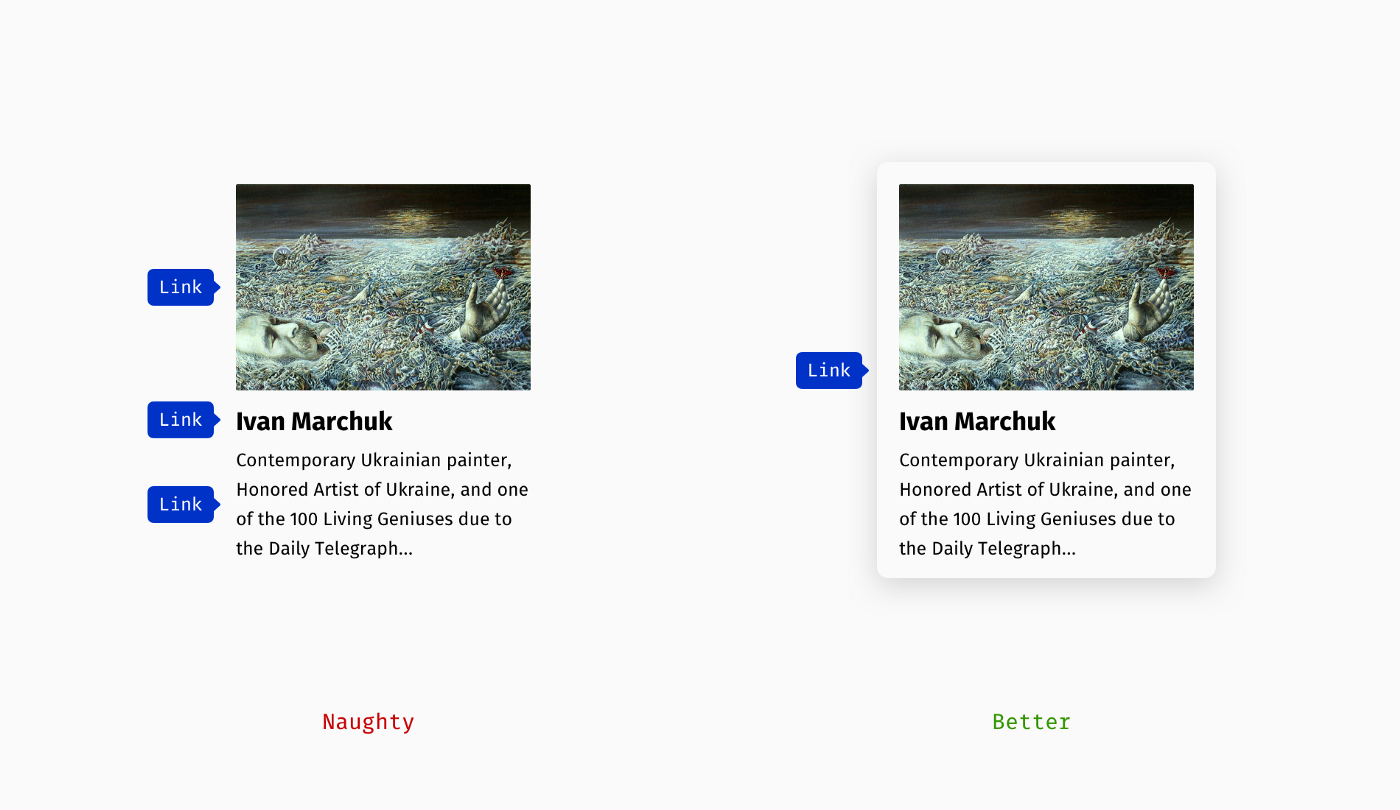 Link
Link
Ivan Marchuk
Link
Contemporary Ukrainian painter,
Honored Artist of Ukraine, and one
of the 100 Living Geniuses due to
the Daily Telegraph...
Naughty
Link
Ivan Marchuk
Contemporary Ukrainian painter,
Honored Artist of Ukraine, and one
of the 100 Living Geniuses due to
the Daily Telegraph...
Better